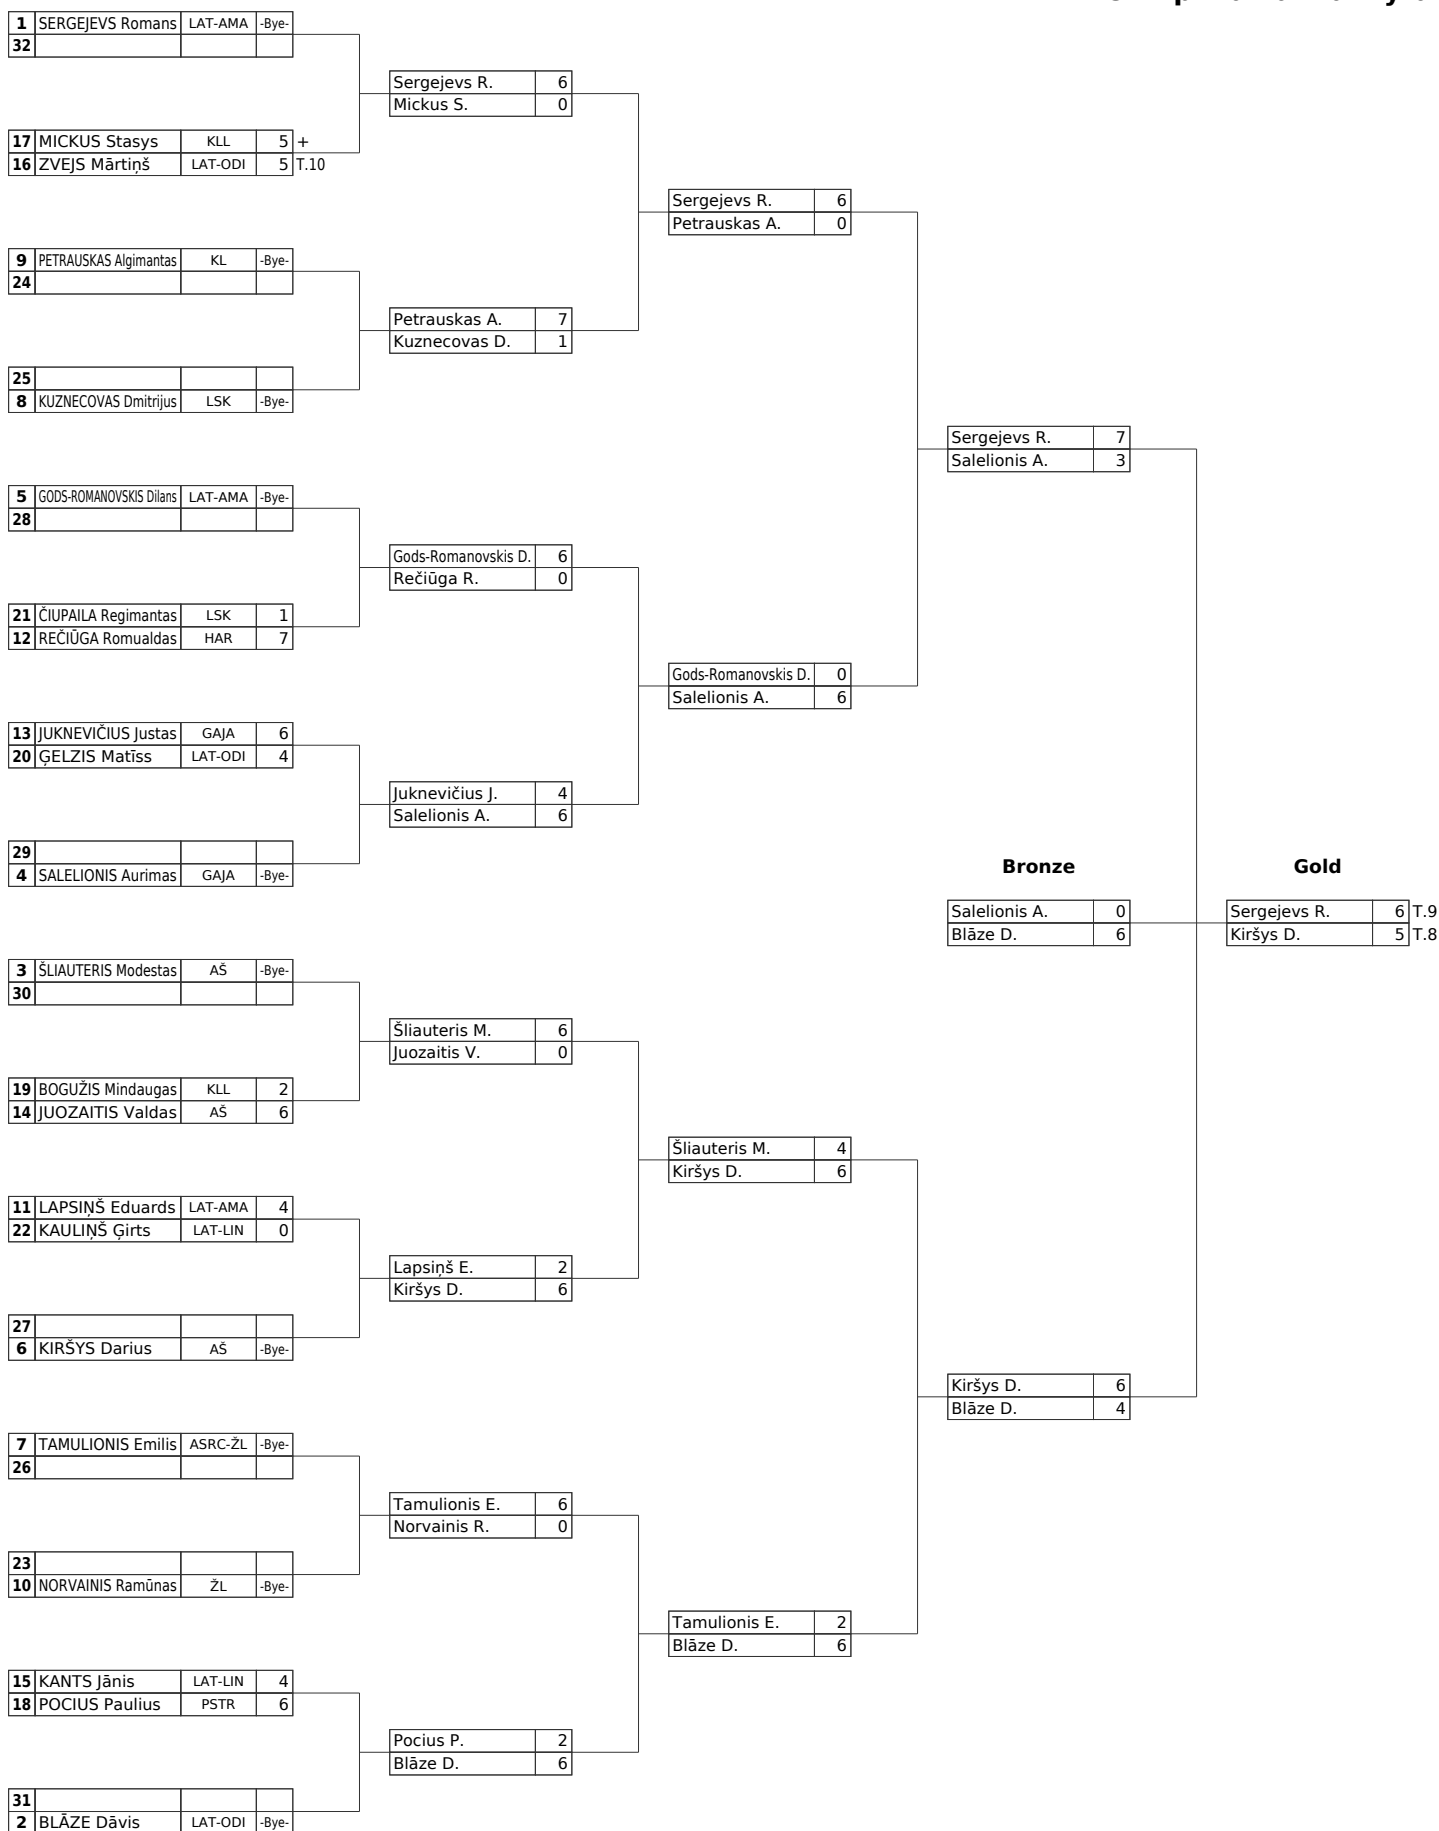 1 SERGEJEVS Romans LAT-AMA -Bye-
32
Sergejevs R. 6
Mickus S. 0
17 MICKUS Stasys KLL 5 +
16 ZVEJS Mārtiņš LAT-ODI 5 T.10
Sergejevs R. 6
Petrauskas A. 0
9 PETRAUSKAS Algimantas KL -Bye-
24
Petrauskas A. 7
Kuznecovas D. 1
25
8 KUZNECOVAS Dmitrijus LSK -Bye-
Sergejevs R. 7
Salelionis A. 3
5 GODS-ROMANOVSKIS Dilans LAT-AMA -Bye-
28
Gods-Romanovskis D. 6
Rečiūga R. 0
21 ČIUPAILA Regimantas LSK 1
12 REČIŪGA Romualdas HAR 7
Gods-Romanovskis D. 0
Salelionis A. 6
13 JUKNEVIČIUS Justas GAJA 6
20 ĢELZIS Matīss LAT-ODI 4
Juknevičius J. 4
Salelionis A. 6
29
4 SALELIONIS Aurimas GAJA -Bye-
Bronze Gold
Salelionis A. 0
Blāze D. 6
Sergejevs R. 6 T.9
Kiršys D. 5 T.8
3 ŠLIAUTERIS Modestas AŠ -Bye-
30
Šliauteris M. 6
Juozaitis V. 0
19 BOGUŽIS Mindaugas KLL 2
14 JUOZAITIS Valdas AŠ 6
Šliauteris M. 4
Kiršys D. 6
11 LAPSIŅŠ Eduards LAT-AMA 4
22 KAULIŅŠ Ģirts LAT-LIN 0
Lapsiņš E. 2
Kiršys D. 6
27
6 KIRŠYS Darius AŠ -Bye-
Kiršys D. 6
Blāze D. 4
7 TAMULIONIS Emilis ASRC-ŽL -Bye-
26
Tamulionis E. 6
Norvainis R. 0
23
10 NORVAINIS Ramūnas ŽL -Bye-
Tamulionis E. 2
Blāze D. 6
15 KANTS Jānis LAT-LIN 4
18 POCIUS Paulius PSTR 6
Pocius P. 2
Blāze D. 6
31
2 BLĀZE Dāvis LAT-ODI -Bye-